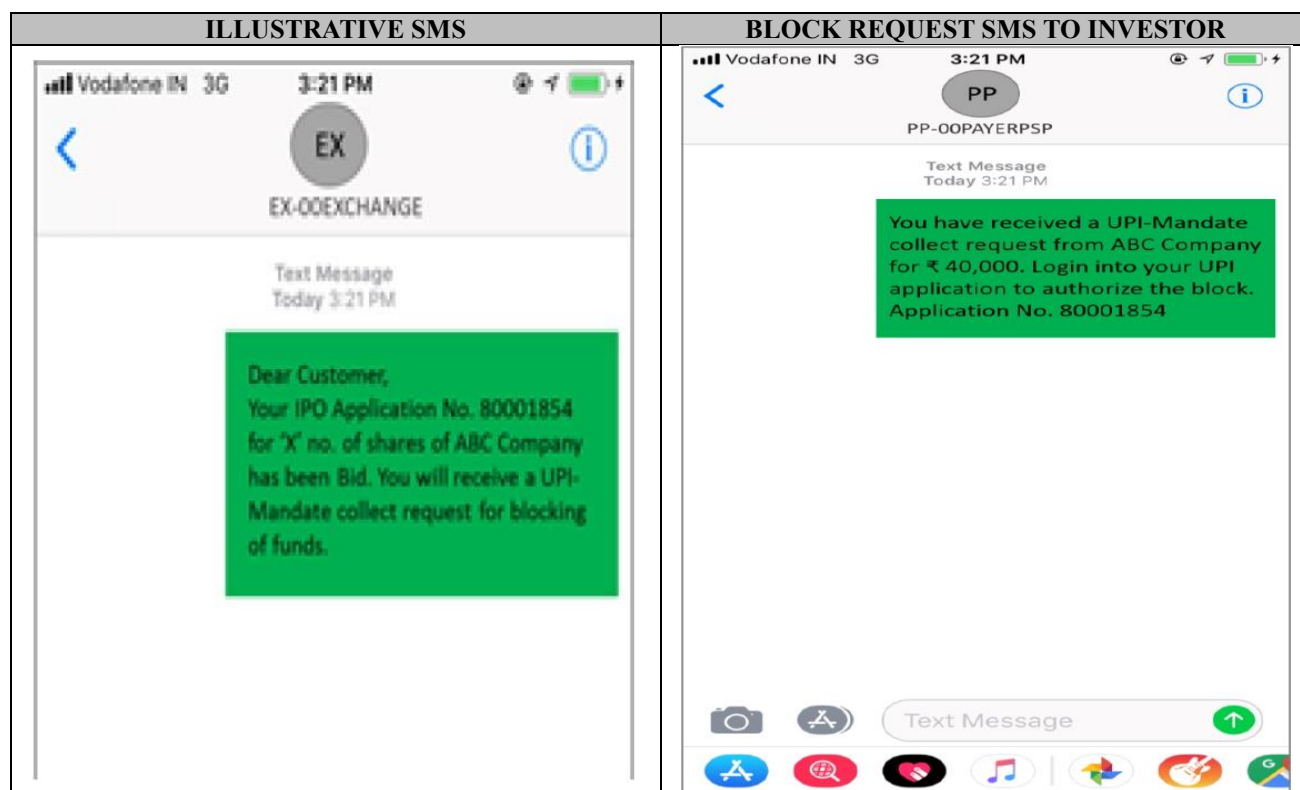 ILLUSTRATIVE SMS
Vodafone IN 3G 3:21 PM
EX
EX-00EXCHANGE
Text Message
Today 3:21 PM
Dear Customer,
Your IPO Application No. 80001854
for 'X' no. of shares of ABC Company
has been Bid. You will receive a UPI-
Mandate collect request for blocking
of funds.
BLOCK REQUEST SMS TO INVESTOR
Vodafone IN 3G 3:21 PM
PP
PP-00PAYERPSP
Text Message
Today 3:21 PM
You have received a UPI-Mandate
collect request from ABC Company
for ₹ 40,000. Login into your UPI
application to authorize the block.
Application No. 80001854
Text Message
G